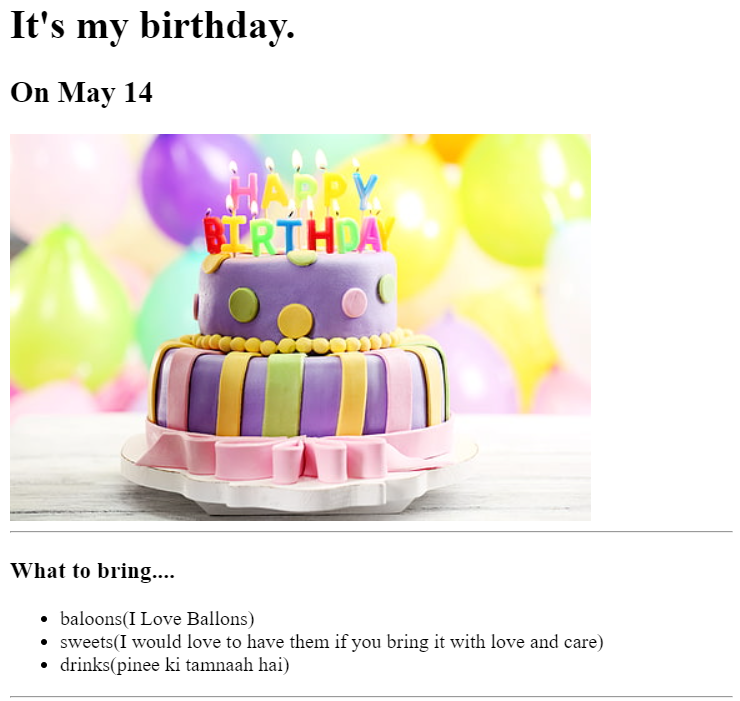 It's my birthday.
On May 14
HAPPY
BIRTHDAY
What to bring....
baloons(I Love Ballons)
sweets(I would love to have them if you bring it with love and care)
drinks(pinee ki tamnaah hai)